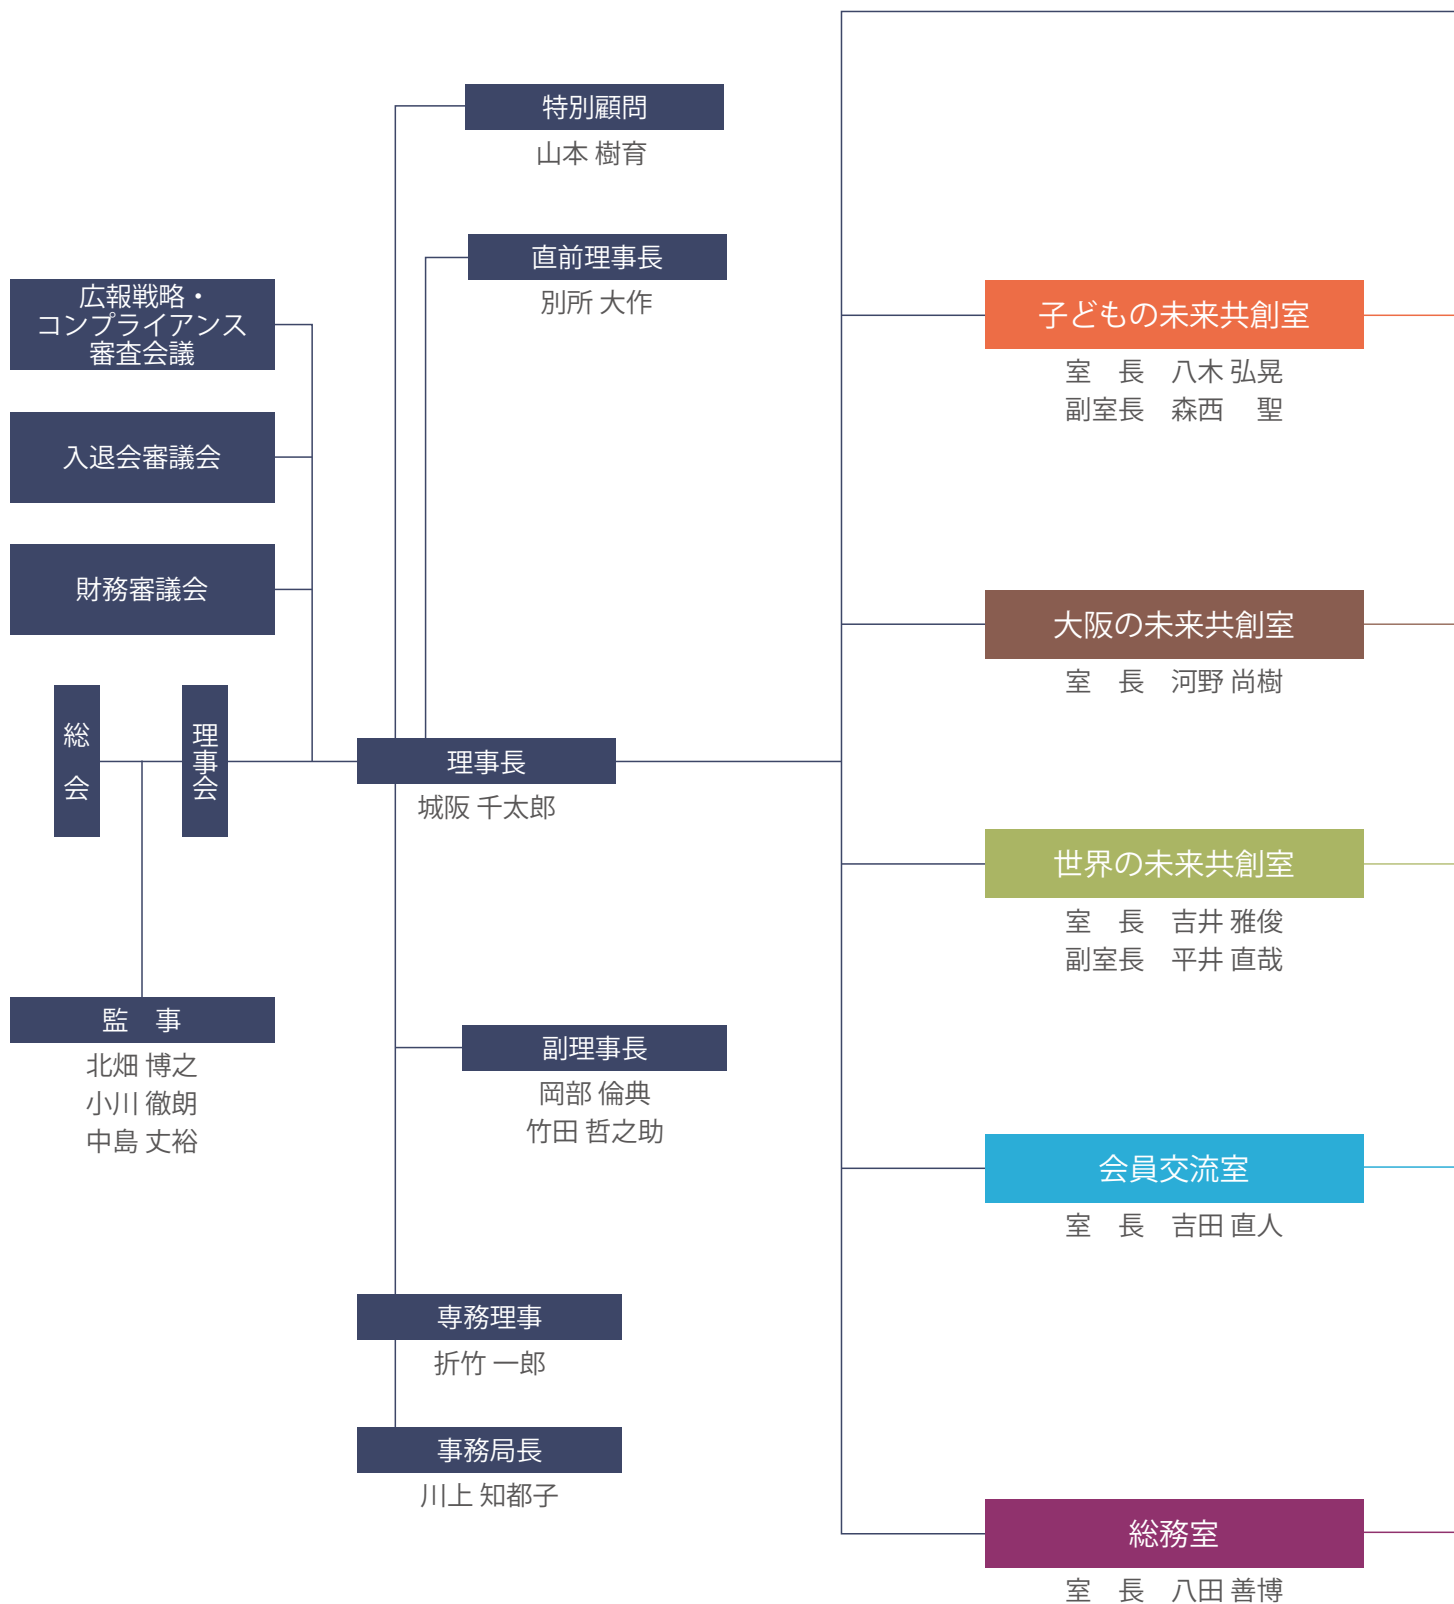 特別顧問
山本 樹育
直前理事長
別所 大作
広報戦略・
コンプライアンス
審査会議
入退会審議会
財務審議会
総会
理事会
理事長
城阪 千太郎
監　事
北畑 博之
小川 徹朗
中島 丈裕
副理事長
岡部 倫典
竹田 哲之助
専務理事
折竹 一郎
事務局長
川上 知都子
子どもの未来共創室
室　長　八木 弘晃
副室長　森西　聖
大阪の未来共創室
室　長　河野 尚樹
世界の未来共創室
室　長　吉井 雅俊
副室長　平井 直哉
会員交流室
室　長　吉田 直人
総務室
室　長　八田 善博